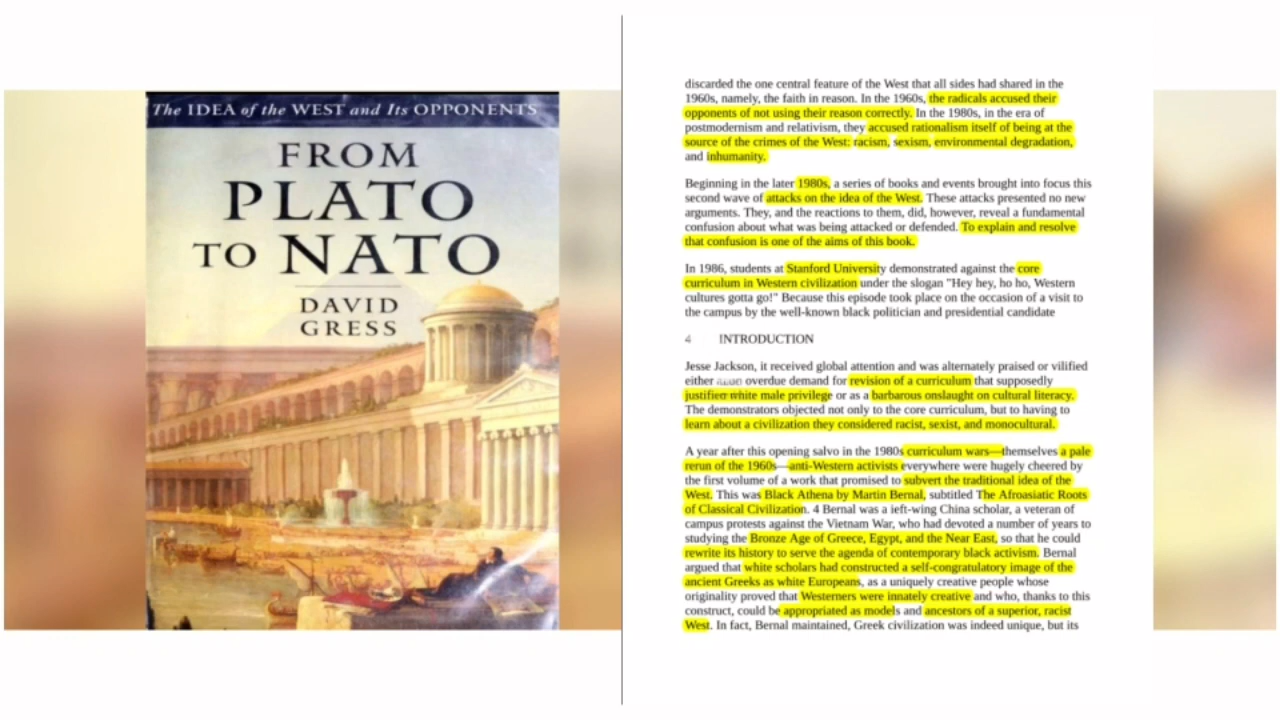 The IDEA of the WEST and Its OPPONENTS
FROM
PLATO
TO NATO
DAVID
GRESS
discarded the one central feature of the West that all sides had shared in the
1960s, namely, the faith in reason. In the 1960s, the radicals accused their
opponents of not using their reason correctly. In the 1980s, in the era of
postmodernism and relativism, they accused rationalism itself of being at the
source of the crimes of the West: racism, sexism, environmental degradation,
and inhumanity.
Beginning in the later 1980s, a series of books and events brought into focus this
second wave of attacks on the idea of the West. These attacks presented no new
arguments. They, and the reactions to them, did, however, reveal a fundamental
confusion about what was being attacked or defended. To explain and resolve
that confusion is one of the aims of this book.
In 1986, students at Stanford University demonstrated against the core
curriculum in Western civilization under the slogan "Hey hey, ho ho, Western
cultures gotta go!" Because this episode took place on the occasion of a visit to
the campus by the well-known black politician and presidential candidate
4 INTRODUCTION
Jesse Jackson, it received global attention and was alternately praised or vilified
either overdue demand for revision of a curriculum that supposedly
justified white male privilege or as a barbarous onslaught on cultural literacy.
The demonstrators objected not only to the core curriculum, but to having to
learn about a civilization they considered racist, sexist, and monocultural.
A year after this opening salvo in the 1980s curriculum wars—themselves a pale
rerun of the 1960s—anti-Western activists everywhere were hugely cheered by
the first volume of a work that promised to subvert the traditional idea of the
West. This was Black Athena by Martin Bernal, subtitled The Afroasiatic Roots
of Classical Civilization. 4 Bernal was a ieft-wing China scholar, a veteran of
campus protests against the Vietnam War, who had devoted a number of years to
studying the Bronze Age of Greece, Egypt, and the Near East, so that he could
rewrite its history to serve the agenda of contemporary black activism. Bernal
argued that white scholars had constructed a self-congratulatory image of the
ancient Greeks as white Europeans, as a uniquely creative people whose
originality proved that Westerners were innately creative and who, thanks to this
construct, could be appropriated as models and ancestors of a superior, racist
West. In fact, Bernal maintained, Greek civilization was indeed unique, but its